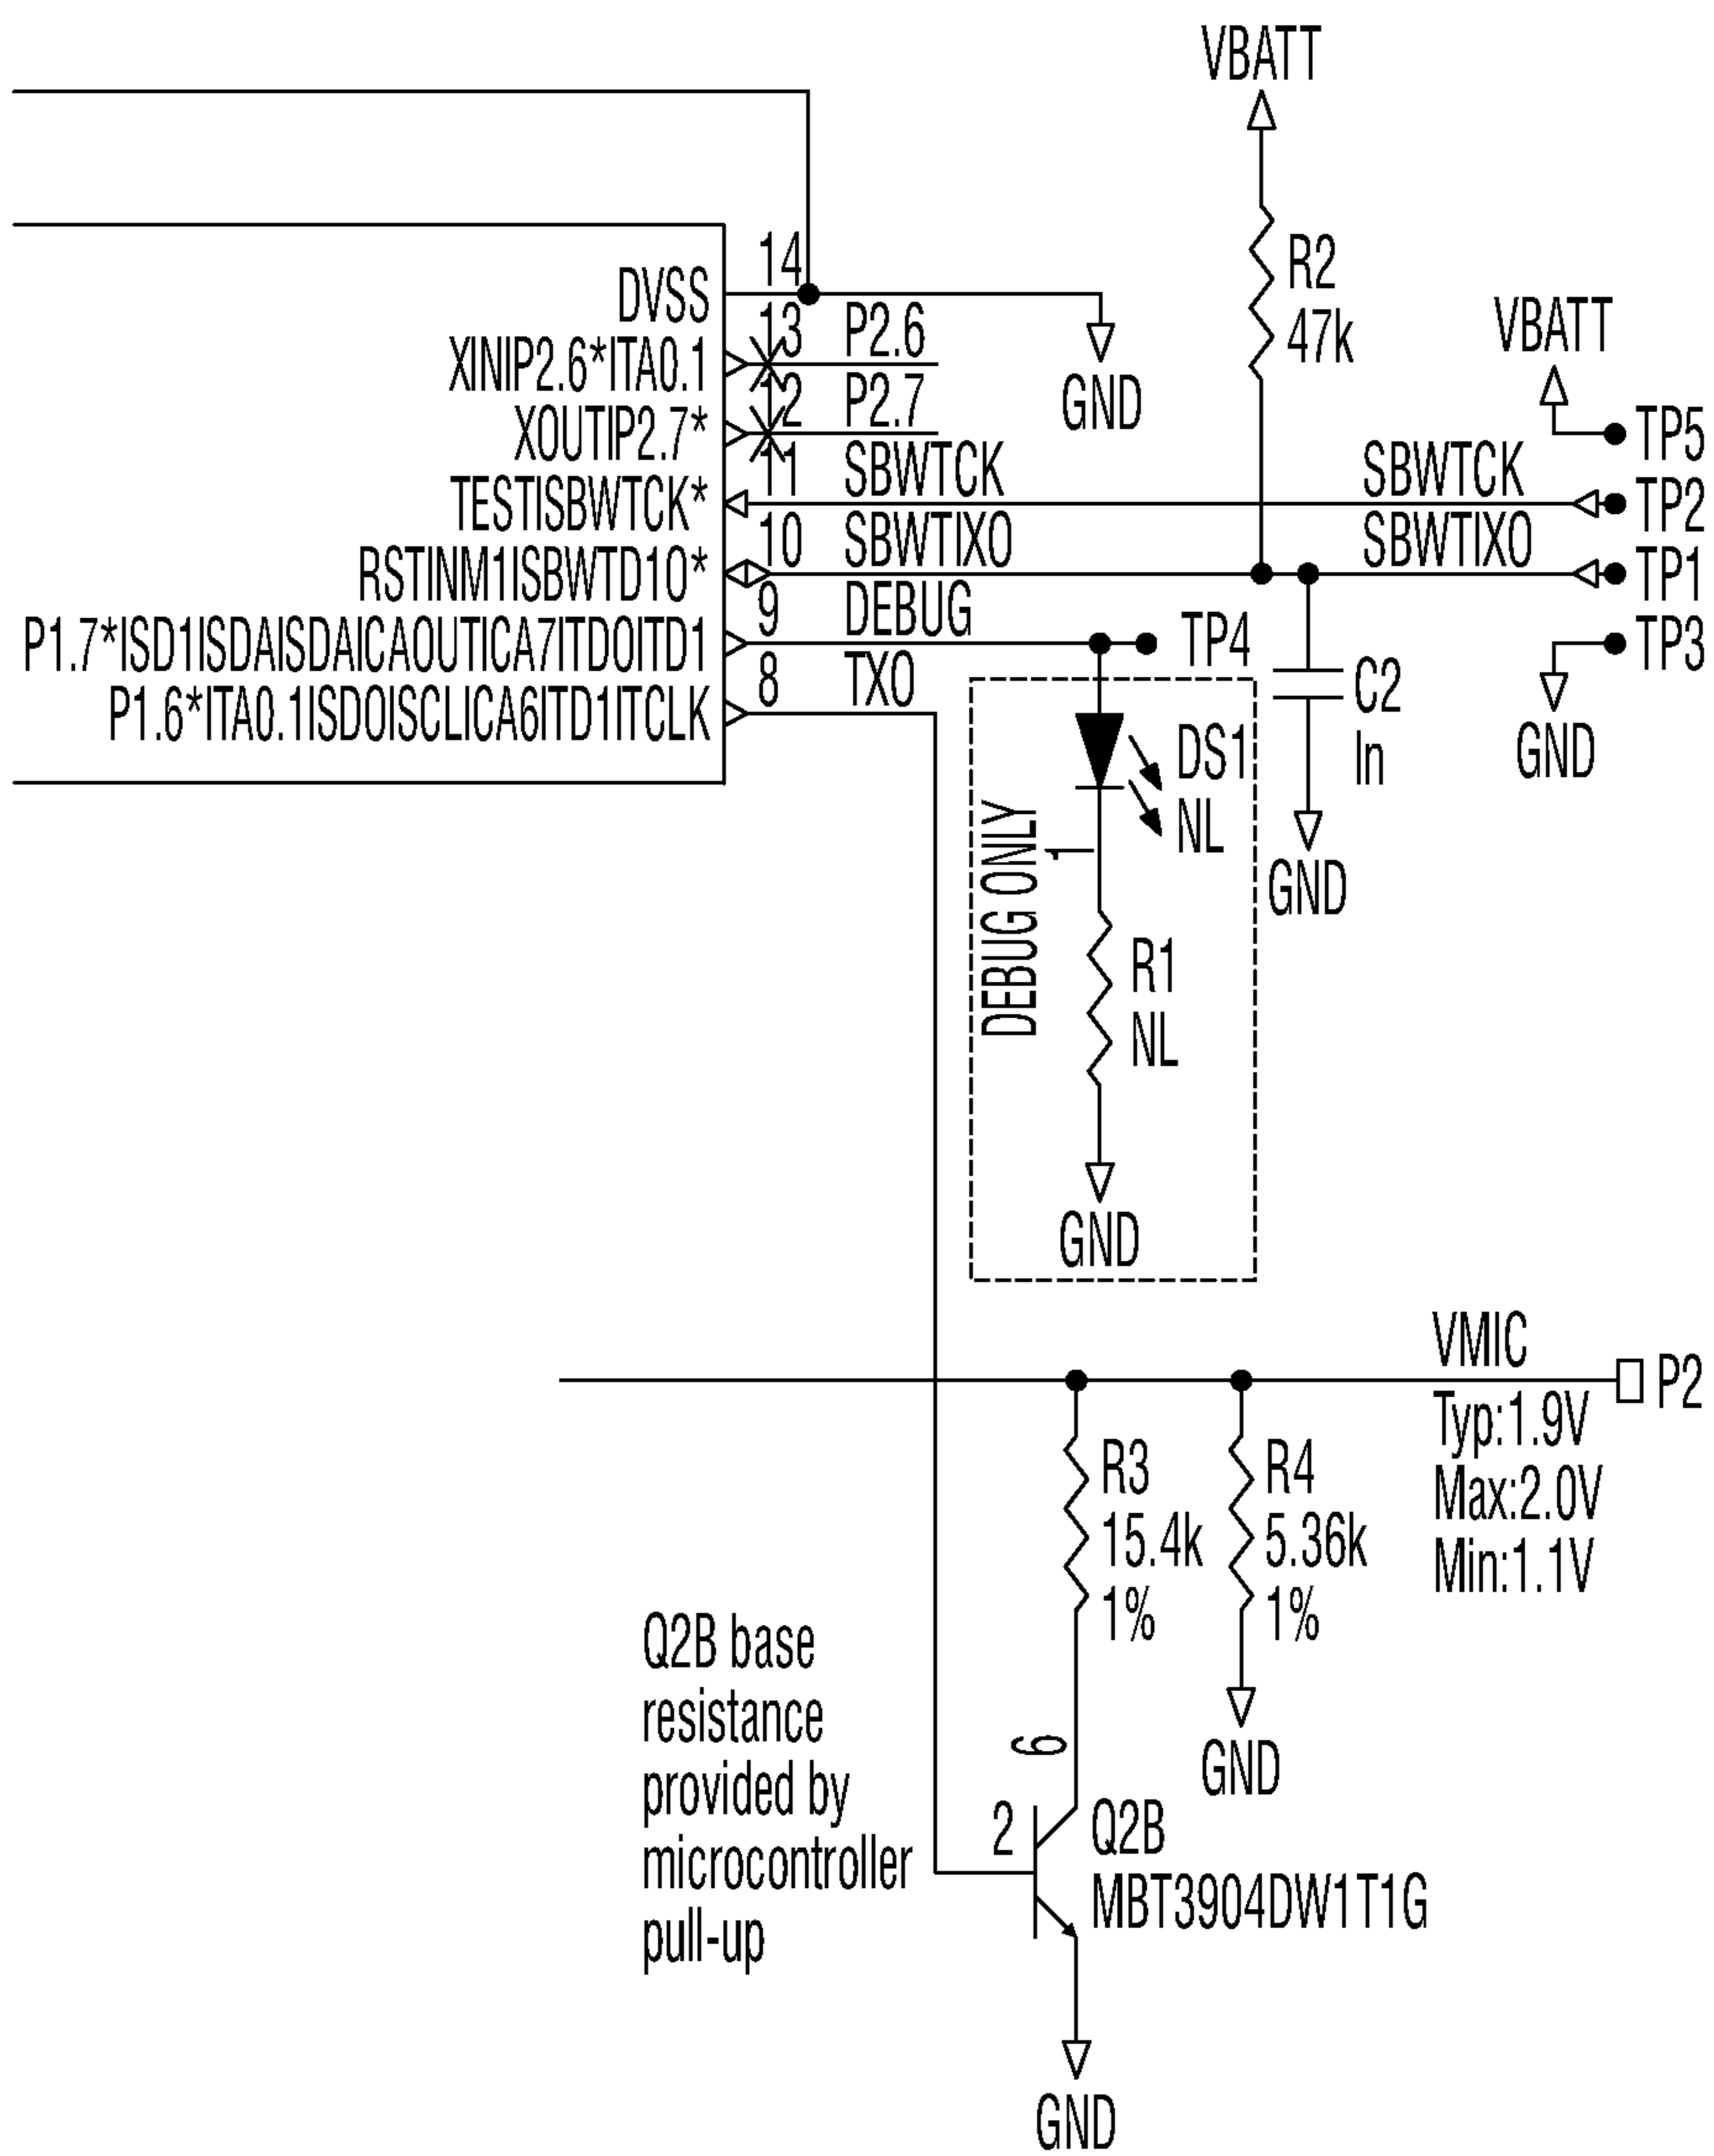 VBATT
R2
47k
VBATT
DVSS
14
GND
XINIP2.6*ITA0.1
13
P2.6
XOUTIP2.7*
12
P2.7
TP5
TESTISBWTCK*
11
SBWTCK
SBWTCK
TP2
RSTINM1ISBWTD1O*
10
SBWTIXO
SBWTIXO
TP1
P1.7*ISD1ISDAISDAICAOUTICA7ITDOITD1
9
DEBUG
TP4
TP3
P1.6*ITA0.1ISDOISCLICA6ITD1ITCLK
8
TXO
C2
In
GND
GND
DS1
NL
DEBUG ONLY
1
R1
NL
GND
VMIC
P2
Typ:1.9V
Max:2.0V
Min:1.1V
R3
15.4k
1%
R4
5.36k
1%
GND
Q2B base
resistance
provided by
microcontroller
pull-up
6
2
Q2B
MBT3904DW1T1G
GND